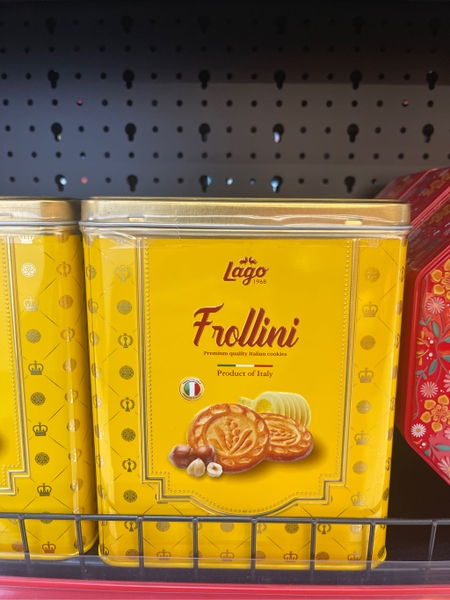 Lago
1968
Frollini
Premium quality Italian cookies
Product of Italy